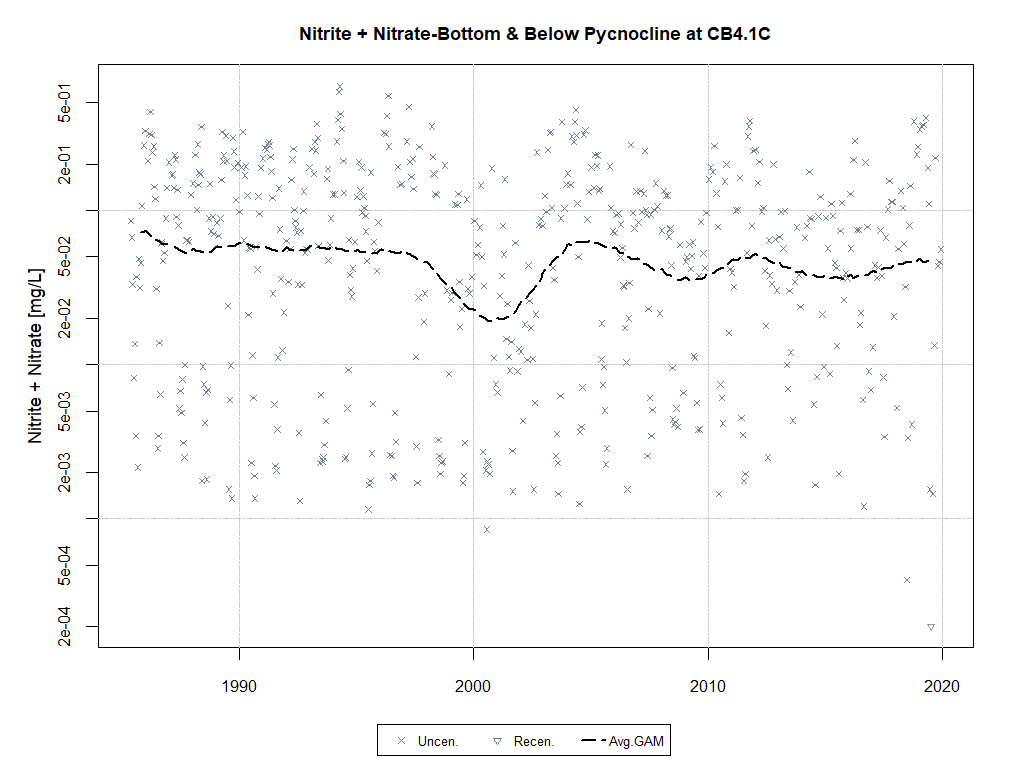 Nitrite + Nitrate-Bottom & Below Pycnocline at CB4.1C
Nitrite + Nitrate [mg/L]
5e-01
2e-01
5e-02
2e-02
5e-03
2e-03
5e-04
2e-04
1990 2000 2010 2020
Uncen. Recen. Avg.GAM